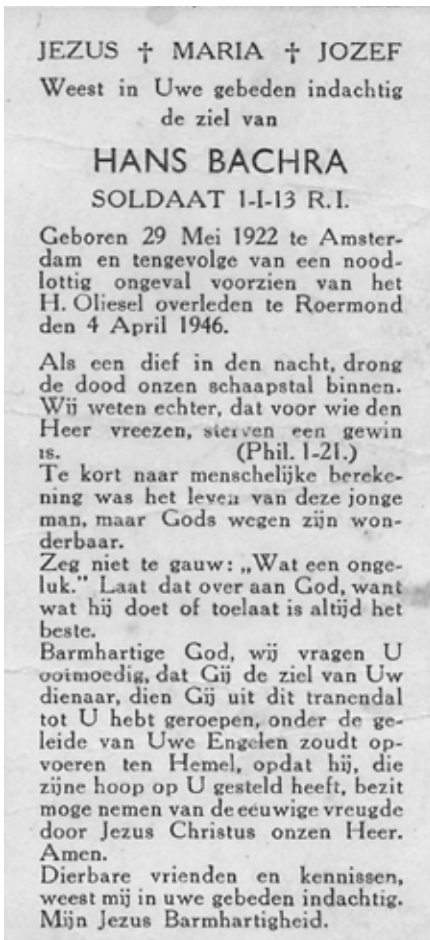 JEZUS † MARIA † JOZEF
Weest in Uwe gebeden indachtig
de ziel van
HANS BACHRA
SOLDAAT 1-I-13 R.I.
Geboren 29 Mei 1922 te Amster-
dam en tengevolge van een nood-
lottig ongeval voorzien van het
H. Oliesel overleden te Roermond
den 4 April 1946.
Als een dief in den nacht, drong
de dood onzen schaapstal binnen.
Wij weten echter, dat voor wie den
Heer vreezen, sterven een gewin
is. (Phil. 1-21.)
Te kort naar menschelijke bereke-
ning was het leven van deze jonge
man, maar Gods wegen zijn won-
derbaar.
Zeg niet te gauw: „Wat een onge-
luk." Laat dat over aan God, want
wat hij doet of toelaat is altijd het
beste.
Barmhartige God, wij vragen U
ootmoedig, dat Gij de ziel van Uw
dienaar, dien Gij uit dit tranendal
tot U hebt geroepen, onder de ge-
leide van Uwe Engelen zoudt op-
voeren ten Hemel, opdat hij, die
zijne hoop op U gesteld heeft, bezit
moge nemen van de eeuwige vreugde
door Jezus Christus onzen Heer.
Amen.
Dierbare vrienden en kennissen,
weest mij in uwe gebeden indachtig.
Mijn Jezus Barmhartigheid.